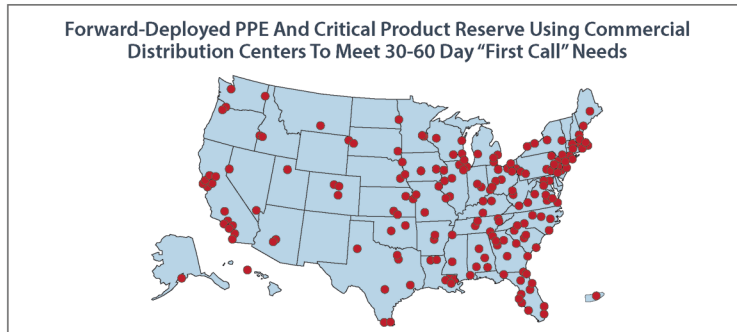 Forward-Deployed PPE And Critical Product Reserve Using Commercial
Distribution Centers To Meet 30-60 Day “First Call” Needs